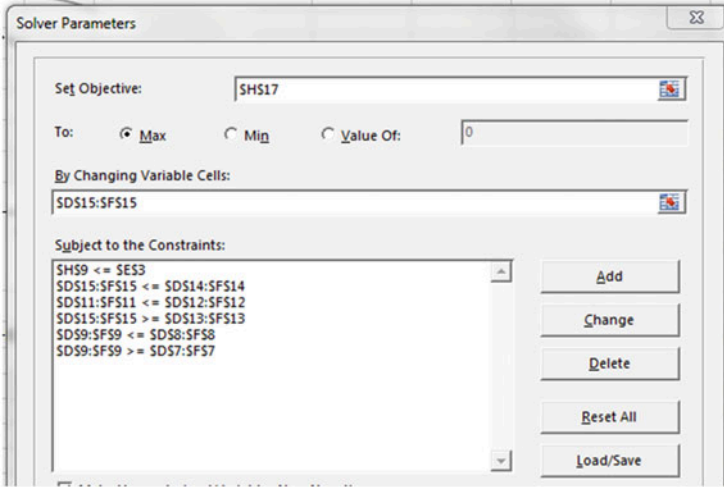 Solver Parameters
Set Objective: $H$17
To: Max Min Value Of: 0
By Changing Variable Cells:
$D$15:$F$15
Subject to the Constraints:
$H$9 <= $E$3
$D$15:$F$15 <= $D$14:$F$14
$D$11:$F$11 <= $D$12:$F$12
$D$15:$F$15 >= $D$13:$F$13
$D$9:$F$9 <= $D$8:$F$8
$D$9:$F$9 >= $D$7:$F$7
Add
Change
Delete
Reset All
Load/Save